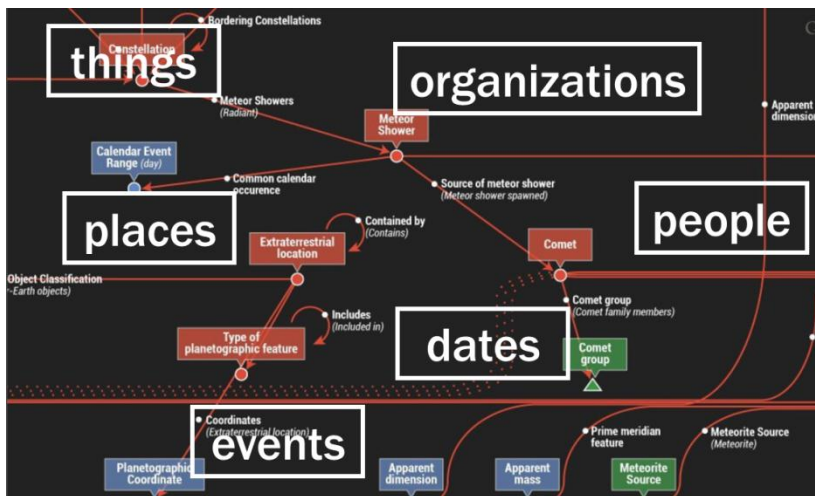 Bordering Constellations
Constellation
things
organizations
Meteor Showers
(Radiant)
Apparent
dimension
Meteor
Shower
Calendar Event
Range (day)
Common calendar
occurence
Source of meteor shower
(Meteor shower spawned)
places
people
Contained by
(Contains)
Extraterrestrial
location
Comet
Object Classification
-Earth objects)
Comet group
(Comet family members)
Includes
(Included in)
Type of
planetographic feature
dates
Comet
group
Coordinates
(Extraterrestrial location)
events
Prime meridian
feature
Meteorite Source
(Meteorite)
Planetographic
Coordinate
Apparent
dimension
Apparent
mass
Meteorite
Source